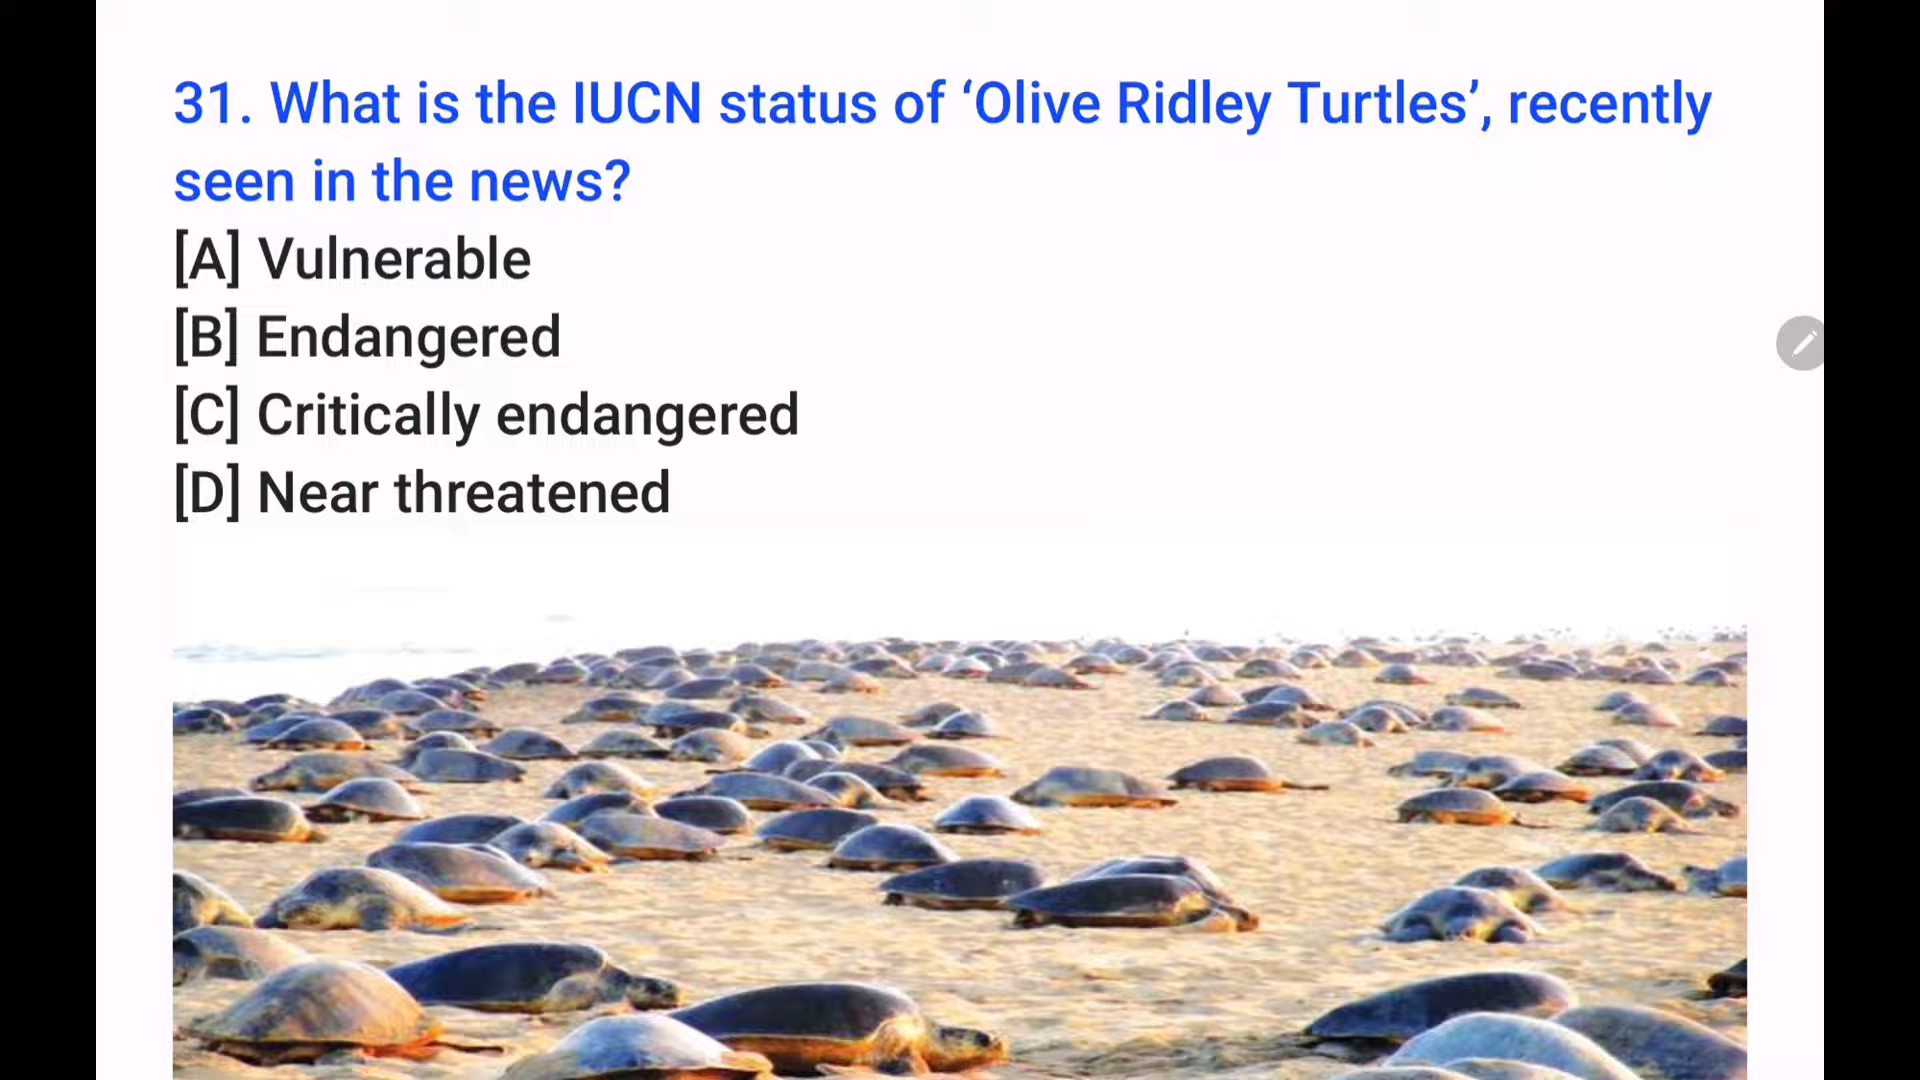 31. What is the IUCN status of ‘Olive Ridley Turtles’, recently
seen in the news?
[A] Vulnerable
[B] Endangered
[C] Critically endangered
[D] Near threatened